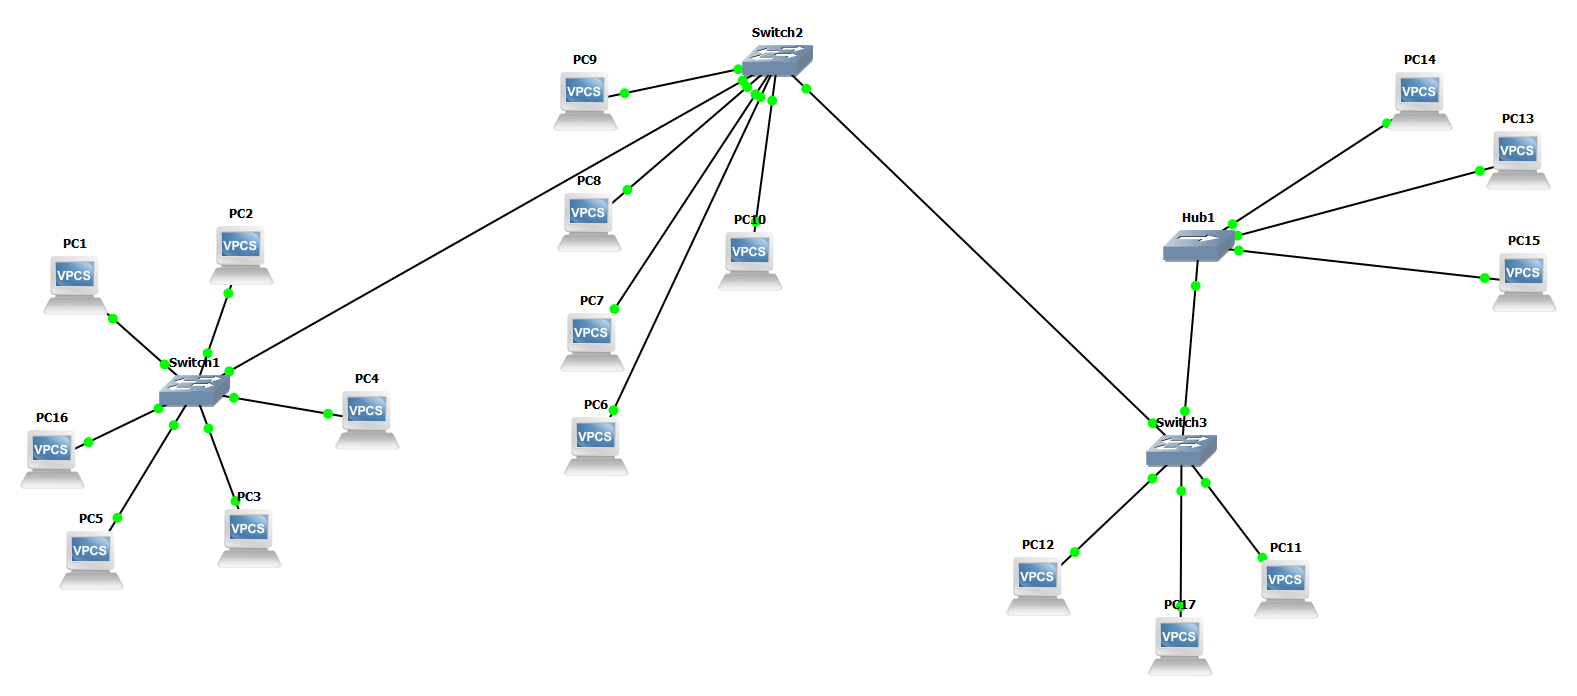 Switch2
PC9
VPCS
PC14
VPCS
PC13
VPCS
PC8
VPCS
PC2
VPCS
PC10
VPCS
Hub1
PC1
VPCS
PC15
VPCS
PC7
VPCS
Switch1
PC4
VPCS
PC6
VPCS
PC16
VPCS
Switch3
PC3
VPCS
PC5
VPCS
PC12
VPCS
PC11
VPCS
PC17
VPCS